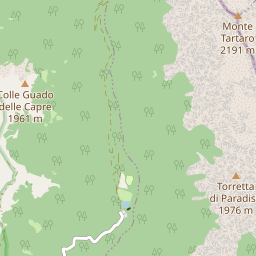 Monte
Tartaro
2191 m
Colle Guado
delle Capre
1961 m
Torretta
di Paradis
1976 m